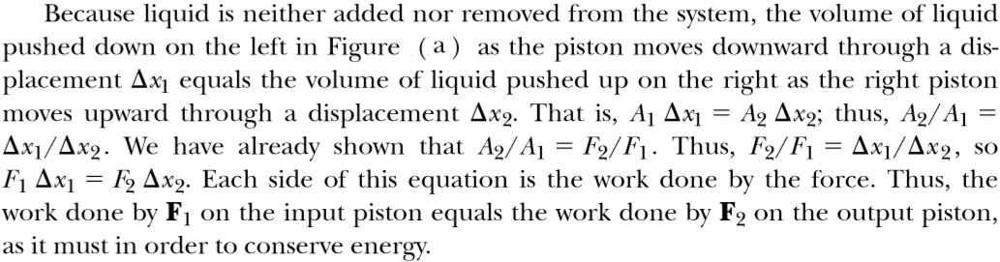 Because liquid is neither added nor removed from the system, the volume of liquid
pushed down on the left in Figure (a) as the piston moves downward through a dis-
placement Δx₁ equals the volume of liquid pushed up on the right as the right piston
moves upward through a displacement Δx₂. That is, A₁ Δx₁ = A₂ Δx₂; thus, A₂/A₁ =
Δx₁/Δx₂. We have already shown that A₂/A₁ = F₂/F₁. Thus, F₂/F₁ = Δx₁/Δx₂, so
F₁ Δx₁ = F₂ Δx₂. Each side of this equation is the work done by the force. Thus, the
work done by F₁ on the input piston equals the work done by F₂ on the output piston,
as it must in order to conserve energy.